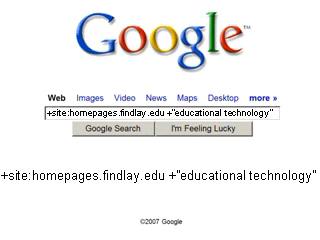 Google™
Web Images Video News Maps Desktop more »
+site:homepages.findlay.edu +"educational technology"
Google Search I'm Feeling Lucky
+site:homepages.findlay.edu +"educational technology"
©2007 Google